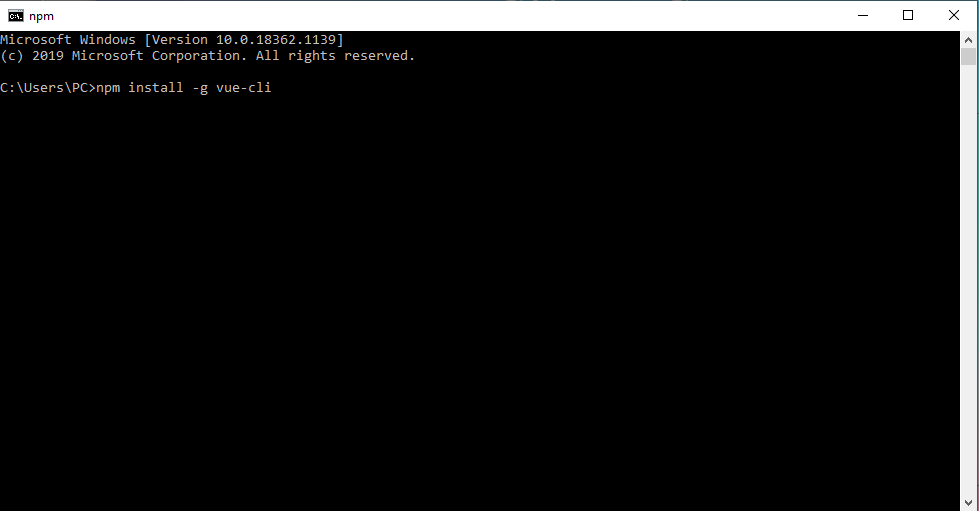 npm
Microsoft Windows [Version 10.0.18362.1139]
(c) 2019 Microsoft Corporation. All rights reserved.
C:\Users\PC>npm install -g vue-cli